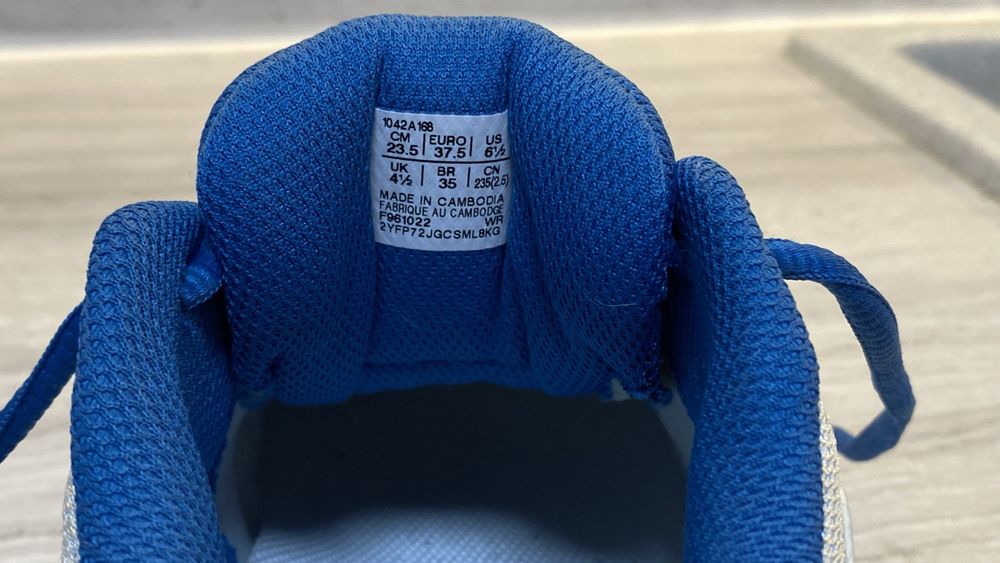 1042A168
CM EURO US
23.5 37.5 6½
UK BR CN
4½ 35 235(2.5)
MADE IN CAMBODIA
FABRIQUE AU CAMBODGE
F961022 WR
2YFP72JGCSML8KG